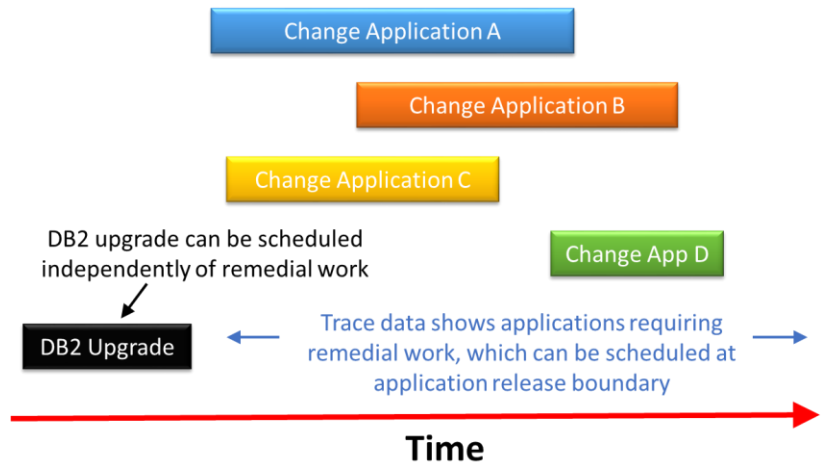 Change Application A
Change Application B
Change Application C
DB2 upgrade can be scheduled
independently of remedial work
Change App D
DB2 Upgrade
Trace data shows applications requiring
remedial work, which can be scheduled at
application release boundary
Time